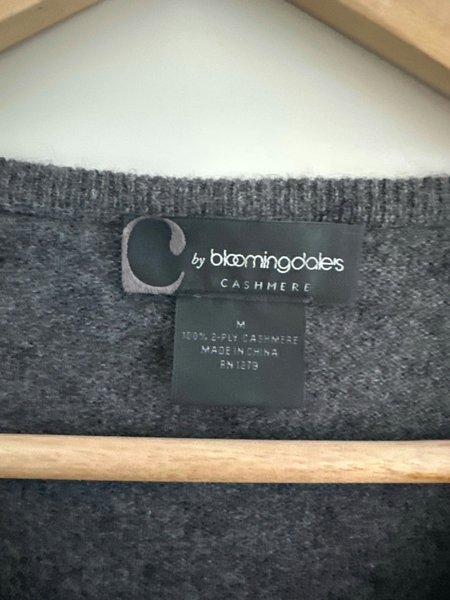 C by bloomingdale's
CASHMERE
M
100% 2-PLY CASHMERE
MADE IN CHINA
RN 1279